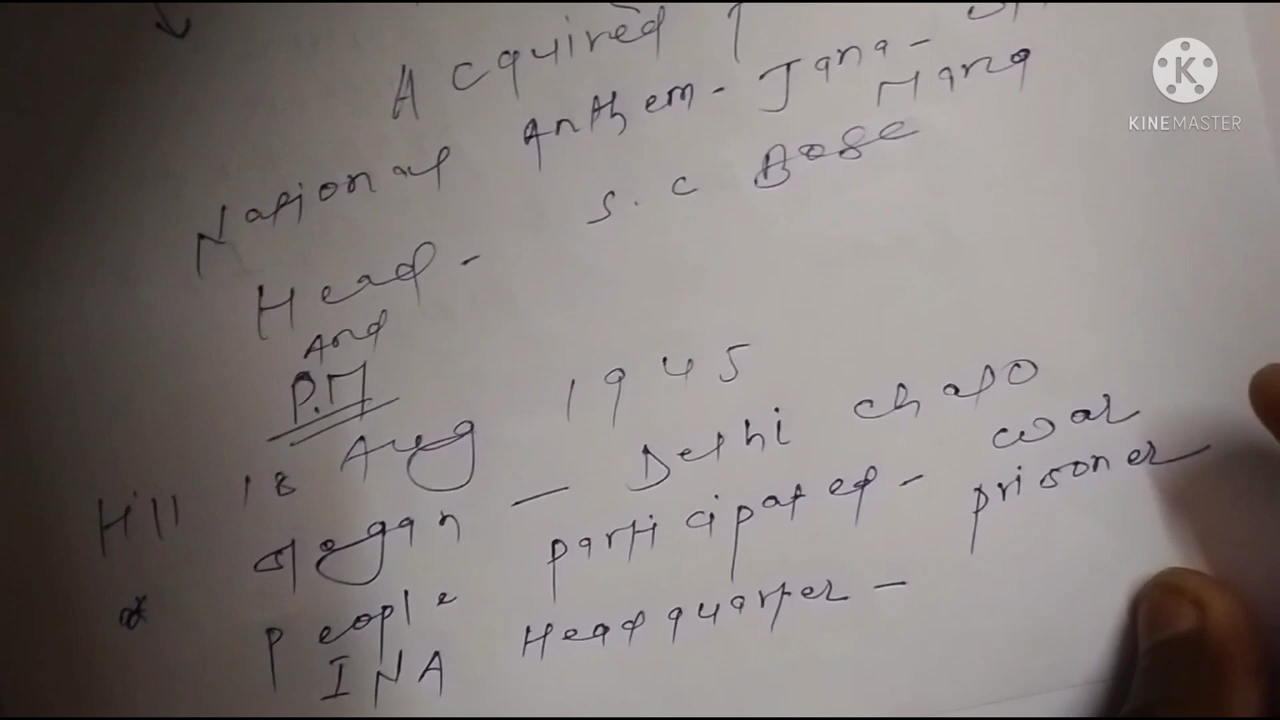 Acquired
National Anthem - Jana-
Mana
Head - S.C Bose
And
P.M
Hill 18 Aug 1945
Slogan - Delhi chalo
* People participated - war
prisoner
INA Headquarter -
KINEMASTER